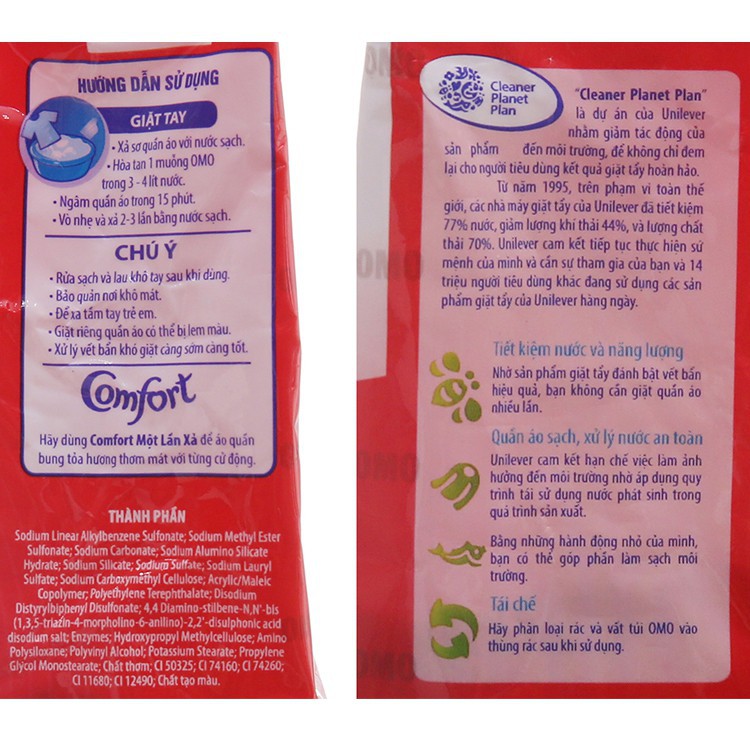 HƯỚNG DẪN SỬ DỤNG
GIẶT TAY
• Xả sơ quần áo với nước sạch.
• Hòa tan 1 muỗng OMO
trong 3 - 4 lít nước.
• Ngâm quần áo trong 15 phút.
• Vò nhẹ và xả 2-3 lần bằng nước sạch.
CHÚ Ý
• Rửa sạch và lau khô tay sau khi dùng.
• Bảo quản nơi khô mát.
• Để xa tầm tay trẻ em.
• Giặt riêng quần áo có thể bị lem màu.
• Xử lý vết bẩn khó giặt càng sớm càng tốt.
Comfort
Hãy dùng Comfort Một Lần Xả để áo quần
bung tỏa hương thơm mát với từng cử động.
THÀNH PHẦN
Sodium Linear Alkylbenzene Sulfonate; Sodium Methyl Ester
Sulfonate; Sodium Carbonate; Sodium Alumino Silicate
Hydrate; Sodium Silicate; Sodium Sulfate; Sodium Lauryl
Sulfate; Sodium Carboxymethyl Cellulose; Acrylic/Maleic
Copolymer; Polyethylene Terephthalate; Disodium
Distyrylbiphenyl Disulfonate; 4,4 Diamino-stilbene-N,N'-bis
(1,3,5-triazin-4-morpholino-6-anilino)-2,2'-disulphonic acid
disodium salt; Enzymes; Hydroxypropyl Methylcellulose; Amino
Polysiloxane; Polyvinyl Alcohol; Potassium Stearate; Propylene
Glycol Monostearate; Chất thơm; CI 50325; CI 74160; CI 74260;
CI 11680; CI 12490; Chất tạo màu.
Cleaner
Planet
Plan
"Cleaner Planet Plan"
là dự án của Unilever
nhằm giảm tác động của
sản phẩm đến môi trường, để không chỉ đem
lại cho người tiêu dùng kết quả giặt tẩy hoàn hảo.
Từ năm 1995, trên phạm vi toàn thế
giới, các nhà máy giặt tẩy của Unilever đã tiết kiệm
77% nước, giảm lượng khí thải 44%, và lượng chất
thải 70%. Unilever cam kết tiếp tục thực hiện sứ
mệnh của mình và cần sự tham gia của bạn và 14
triệu người tiêu dùng khác đang sử dụng các sản
phẩm giặt tẩy của Unilever hàng ngày.
Tiết kiệm nước và năng lượng
Nhờ sản phẩm giặt tẩy đánh bật vết bẩn
hiệu quả, bạn không cần giặt quần áo
nhiều lần.
Quần áo sạch, xử lý nước an toàn
Unilever cam kết hạn chế việc làm ảnh
hưởng đến môi trường nhờ áp dụng quy
trình tái sử dụng nước phát sinh trong
quá trình sản xuất.
Bằng những hành động nhỏ của mình,
bạn có thể góp phần làm sạch môi
trường.
Tái chế
Hãy phân loại rác và vất túi OMO vào
thùng rác sau khi sử dụng.